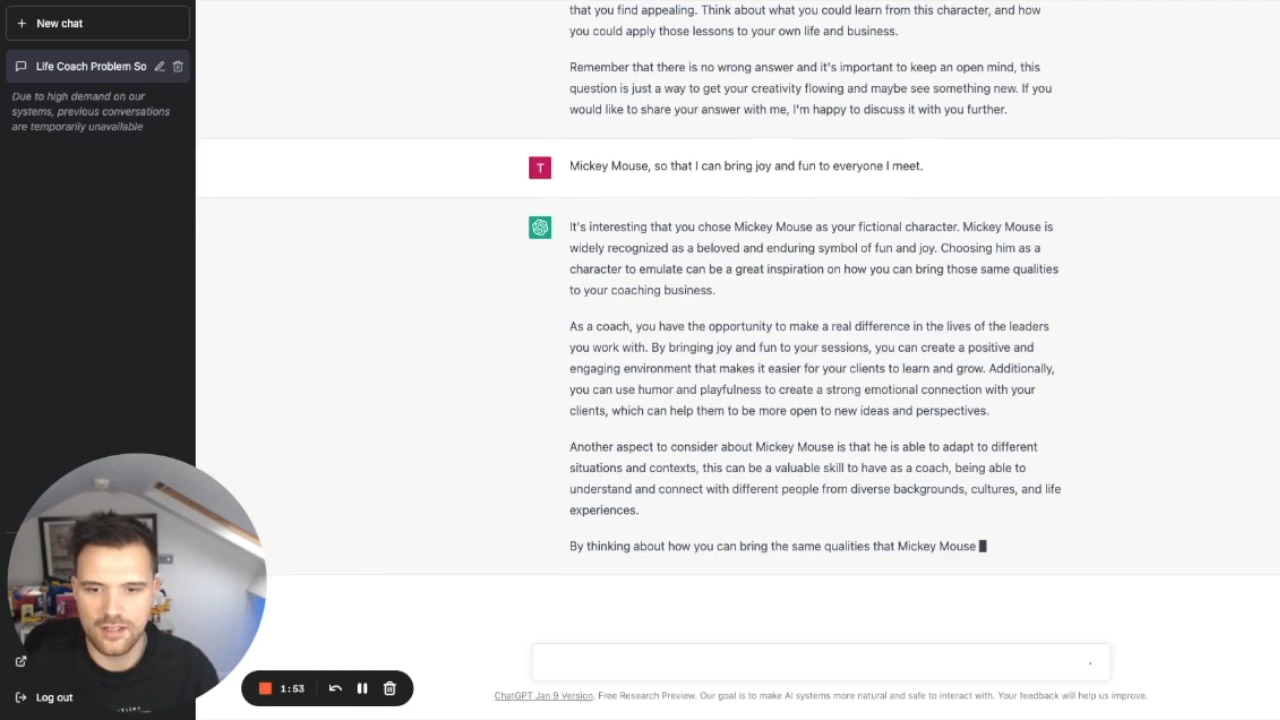 New chat
Life Coach Problem So
Due to high demand on our
systems, previous conversations
are temporarily unavailable
that you find appealing. Think about what you could learn from this character, and how
you could apply those lessons to your own life and business.
Remember that there is no wrong answer and it's important to keep an open mind, this
question is just a way to get your creativity flowing and maybe see something new. If you
would like to share your answer with me, I'm happy to discuss it with you further.
T
Mickey Mouse, so that I can bring joy and fun to everyone I meet.
It's interesting that you chose Mickey Mouse as your fictional character. Mickey Mouse is
widely recognized as a beloved and enduring symbol of fun and joy. Choosing him as a
character to emulate can be a great inspiration on how you can bring those same qualities
to your coaching business.
As a coach, you have the opportunity to make a real difference in the lives of the leaders
you work with. By bringing joy and fun to your sessions, you can create a positive and
engaging environment that makes it easier for your clients to learn and grow. Additionally,
you can use humor and playfulness to create a strong emotional connection with your
clients, which can help them to be more open to new ideas and perspectives.
Another aspect to consider about Mickey Mouse is that he is able to adapt to different
situations and contexts, this can be a valuable skill to have as a coach, being able to
understand and connect with different people from diverse backgrounds, cultures, and life
experiences.
By thinking about how you can bring the same qualities that Mickey Mouse
Log out
1:53
ChatGPT Jan 9 Version. Free Research Preview. Our goal is to make AI systems more natural and safe to interact with. Your feedback will help us improve.